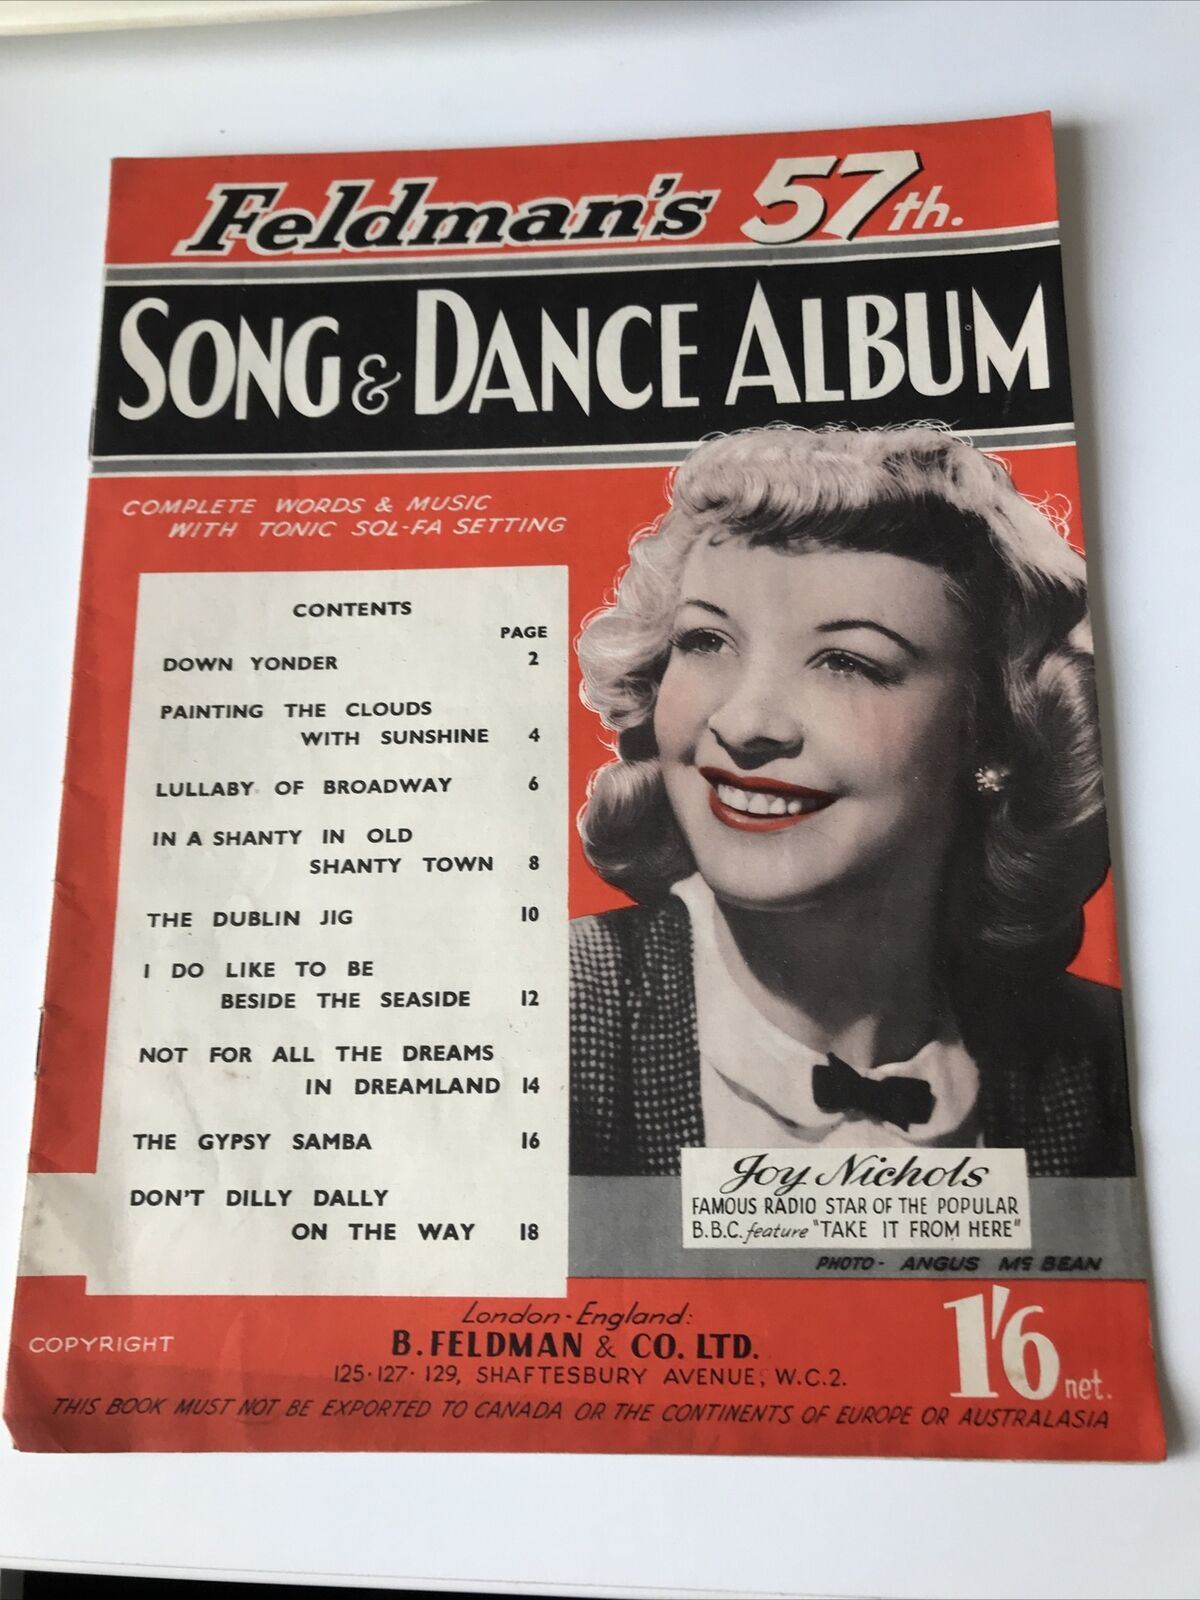 Feldman's 57th.
SONG & DANCE ALBUM
COMPLETE WORDS & MUSIC
WITH TONIC SOL-FA SETTING
CONTENTS
PAGE
DOWN YONDER 2
PAINTING THE CLOUDS
WITH SUNSHINE 4
LULLABY OF BROADWAY 6
IN A SHANTY IN OLD
SHANTY TOWN 8
THE DUBLIN JIG 10
I DO LIKE TO BE
BESIDE THE SEASIDE 12
NOT FOR ALL THE DREAMS
IN DREAMLAND 14
THE GYPSY SAMBA 16
DON'T DILLY DALLY
ON THE WAY 18
Joy Nichols
FAMOUS RADIO STAR OF THE POPULAR
B.B.C. feature "TAKE IT FROM HERE"
PHOTO - ANGUS Mc BEAN
COPYRIGHT
London - England:
B. FELDMAN & CO. LTD.
125·127·129, SHAFTESBURY AVENUE, W.C.2.
1'6 net.
THIS BOOK MUST NOT BE EXPORTED TO CANADA OR THE CONTINENTS OF EUROPE OR AUSTRALASIA